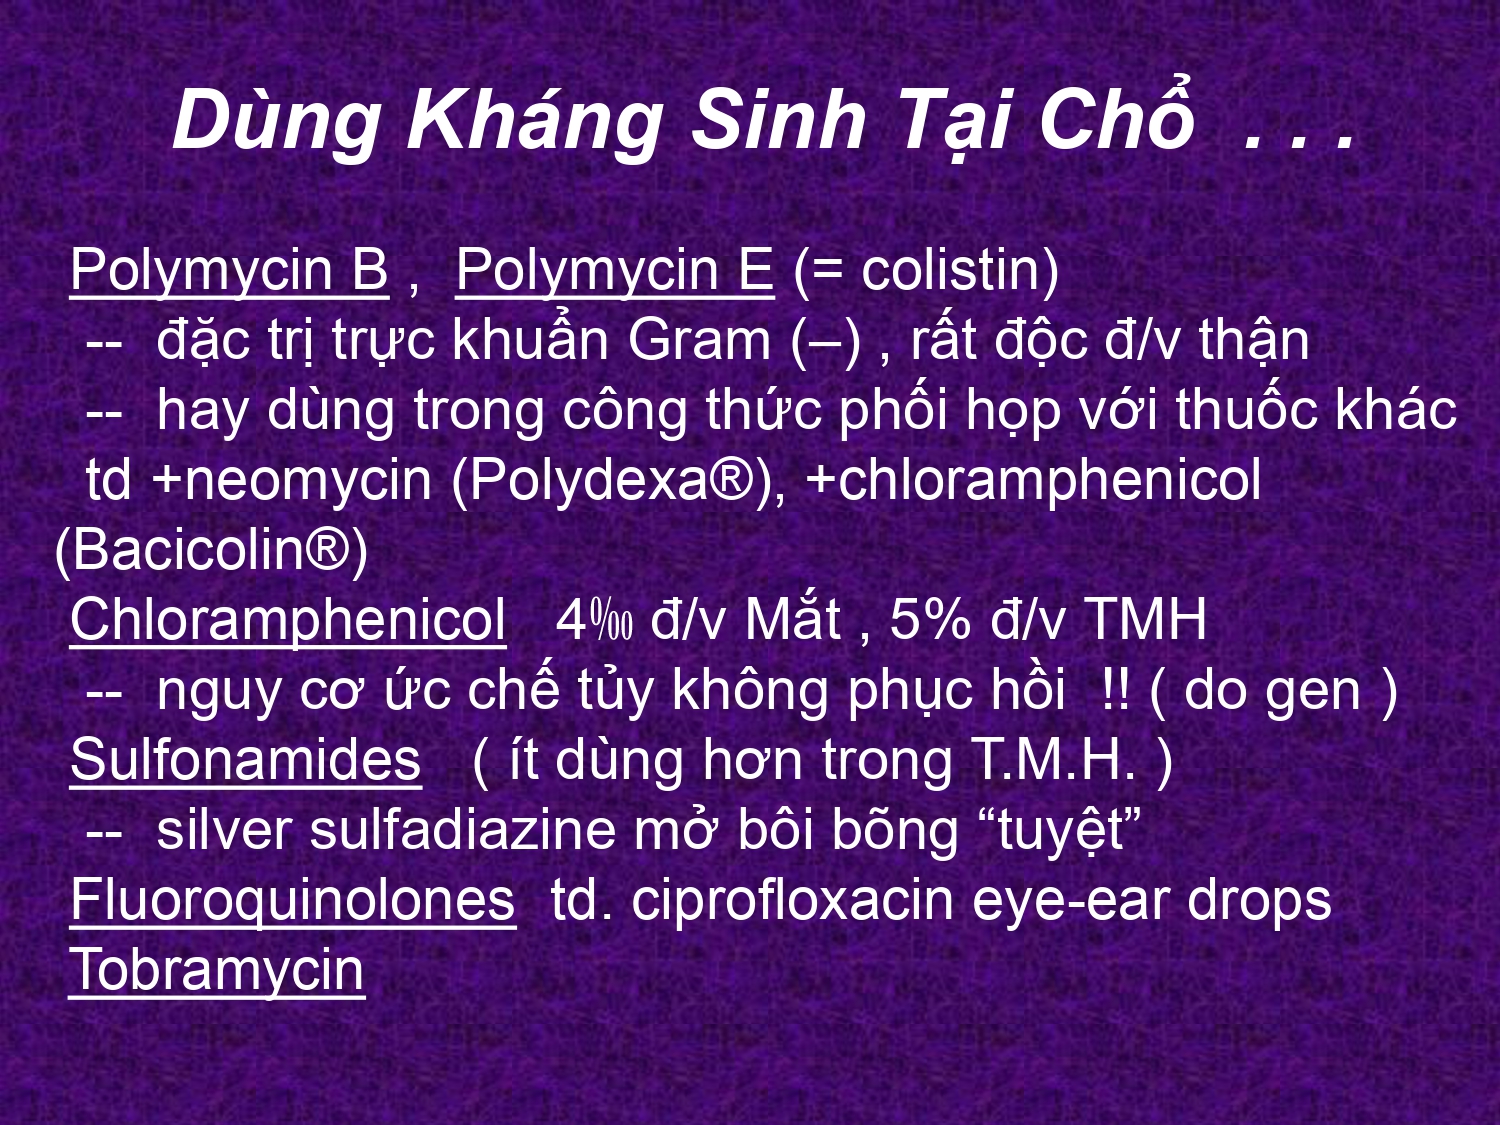 Dùng Kháng Sinh Tại Chổ . . .
Polymycin B , Polymycin E (= colistin)
-- đặc trị trực khuẩn Gram (–) , rất độc đ/v thận
-- hay dùng trong công thức phối họp với thuốc khác
td +neomycin (Polydexa®), +chloramphenicol
(Bacicolin®)
Chloramphenicol 4‰ đ/v Mắt , 5% đ/v TMH
-- nguy cơ ức chế tủy không phục hồi !! ( do gen )
Sulfonamides ( ít dùng hơn trong T.M.H. )
-- silver sulfadiazine mở bôi bõng “tuyệt”
Fluoroquinolones td. ciprofloxacin eye-ear drops
Tobramycin